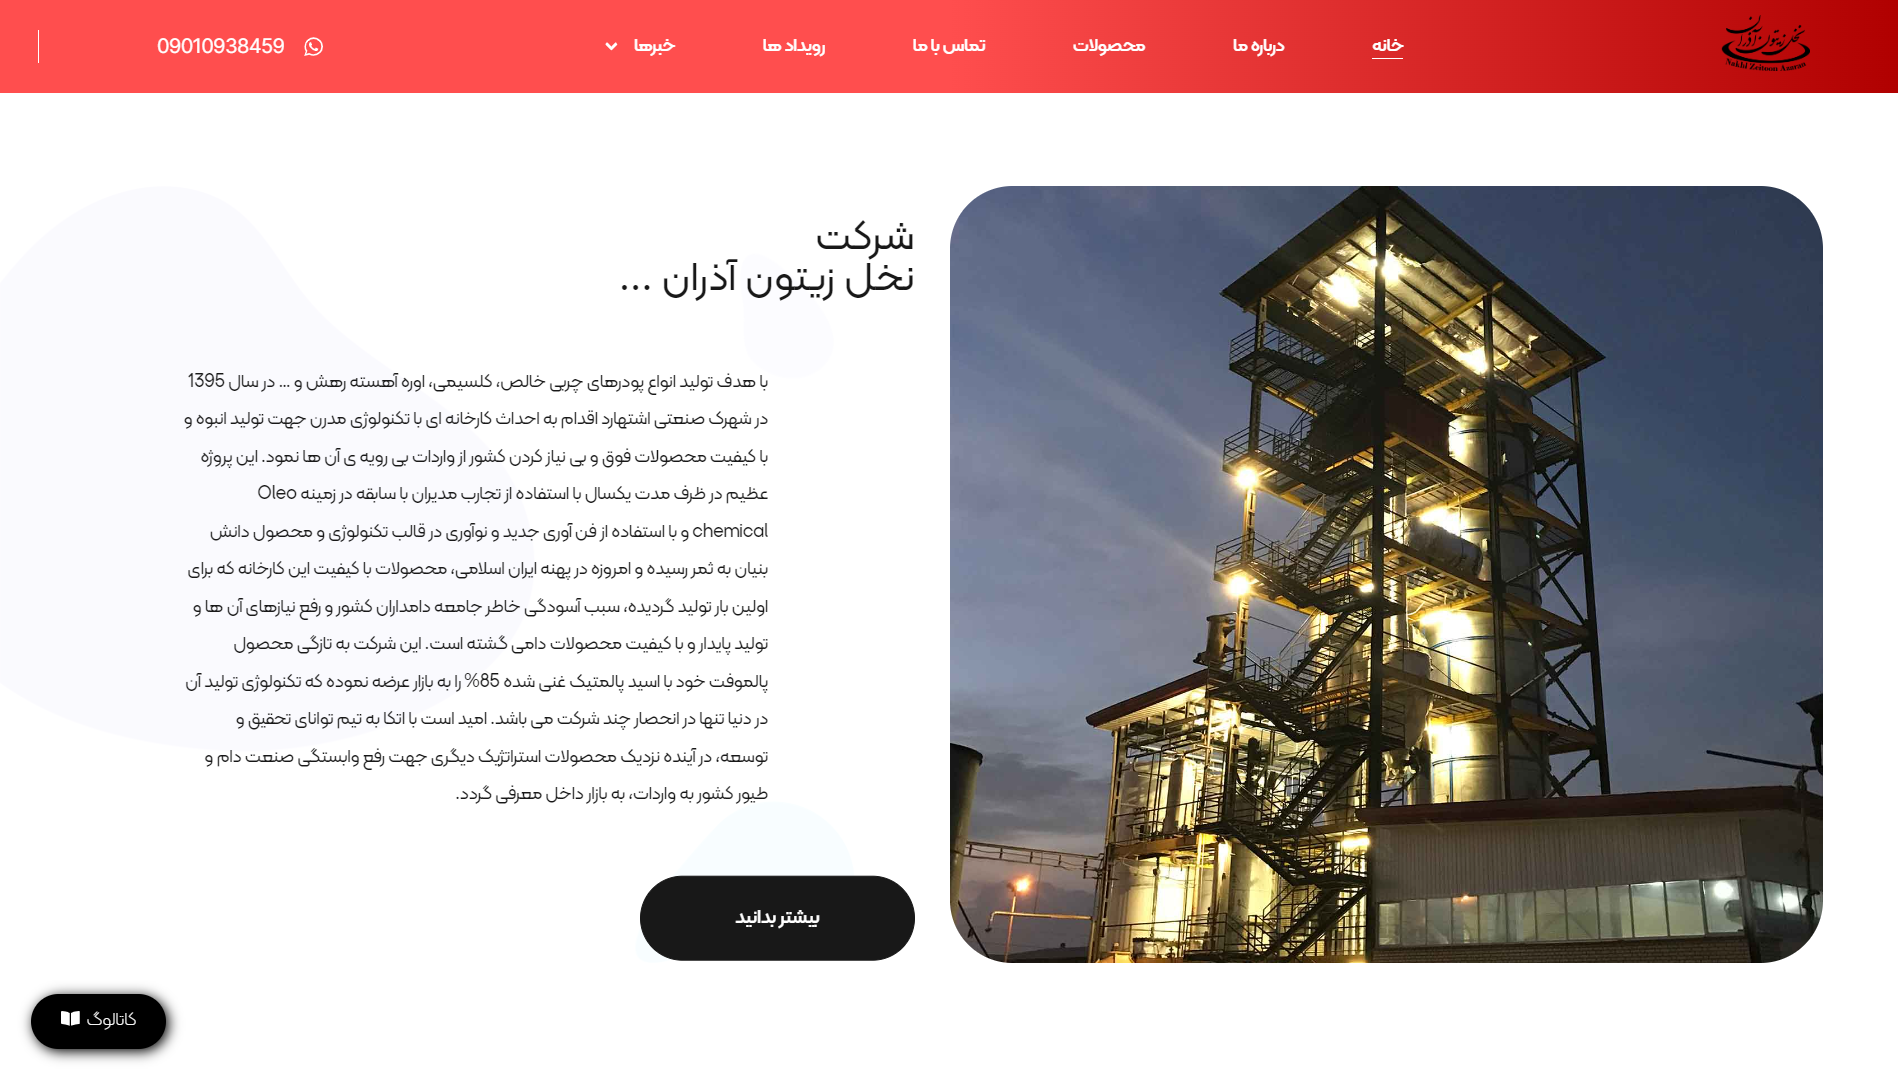 نخل زیتون آذران
Nakhl Zeitoon Azaran
خانه
درباره ما
محصولات
تماس با ما
رویداد ها
خبرها
09010938459
شرکت
نخل زیتون آذران ...
با هدف تولید انواع پودرهای چربی خالص، کلسیمی، اوره آهسته رهش و ... در سال 1395
در شهرک صنعتی اشتهارد اقدام به احداث کارخانه ای با تکنولوژی مدرن جهت تولید انبوه و
با کیفیت محصولات فوق و بی نیاز کردن کشور از واردات بی رویه ی آن ها نمود. این پروژه
عظیم در ظرف مدت یکسال با استفاده از تجارب مدیران با سابقه در زمینه Oleo
chemical و با استفاده از فن آوری جدید و نوآوری در قالب تکنولوژی و محصول دانش
بنیان به ثمر رسیده و امروزه در پهنه ایران اسلامی، محصولات با کیفیت این کارخانه که برای
اولین بار تولید گردیده، سبب آسودگی خاطر جامعه دامداران کشور و رفع نیازهای آن ها و
تولید پایدار و با کیفیت محصولات دامی گشته است. این شرکت به تازگی محصول
پالموفت خود با اسید پالمتیک غنی شده 85% را به بازار عرضه نموده که تکنولوژی تولید آن
در دنیا تنها در انحصار چند شرکت می باشد. امید است با اتکا به تیم توانای تحقیق و
توسعه، در آینده نزدیک محصولات استراتژیک دیگری جهت رفع وابستگی صنعت دام و
طیور کشور به واردات، به بازار داخل معرفی گردد.
بیشتر بدانید
کاتالوگ